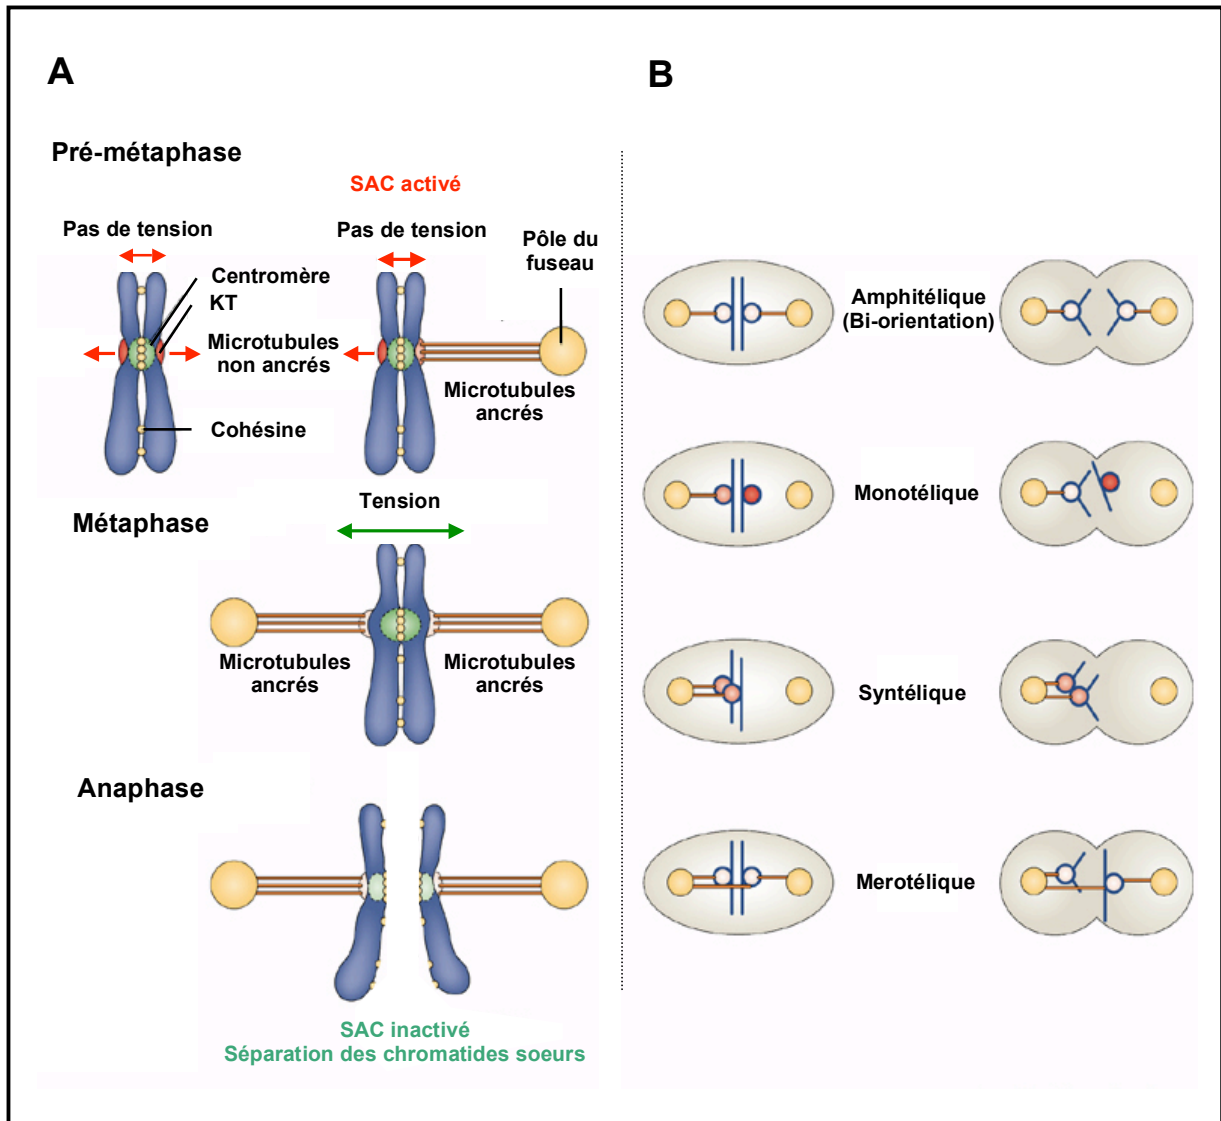 A
Pré-métaphase
SAC activé
Pas de tension
Pas de tension
Pôle du
fuseau
Centromère
KT
Microtubules
non ancrés
Microtubules
ancrés
Cohésine
Métaphase
Tension
Microtubules
ancrés
Microtubules
ancrés
Anaphase
SAC inactivé
Séparation des chromatides soeurs
B
Amphitélique
(Bi-orientation)
Monotélique
Syntélique
Merotélique